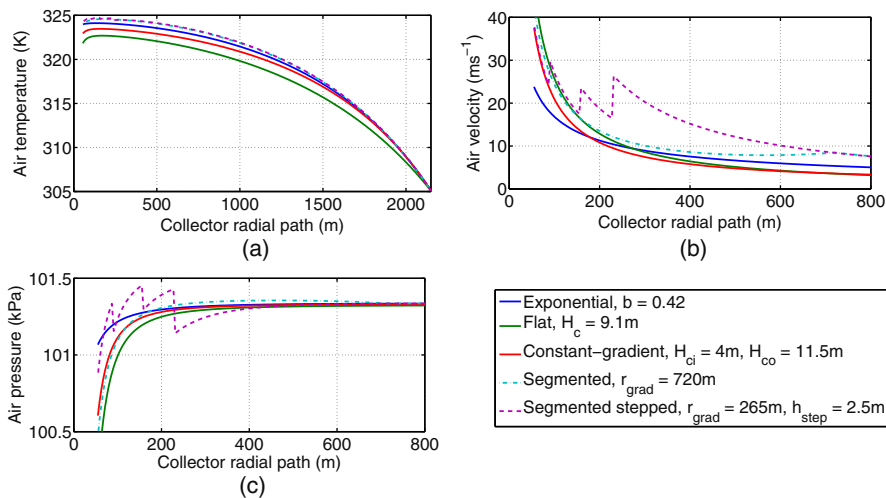 Air temperature (K)
325
320
315
310
305
0
500
1000
1500
2000
Collector radial path (m)
(a)
Air velocity (ms⁻¹)
40
30
20
10
0
0
200
400
600
800
Collector radial path (m)
(b)
Air pressure (kPa)
101.5
101
100.5
0
200
400
600
800
Collector radial path (m)
(c)
Exponential, b = 0.42
Flat, H_c = 9.1m
Constant−gradient, H_ci = 4m, H_co = 11.5m
Segmented, r_grad = 720m
Segmented stepped, r_grad = 265m, h_step = 2.5m